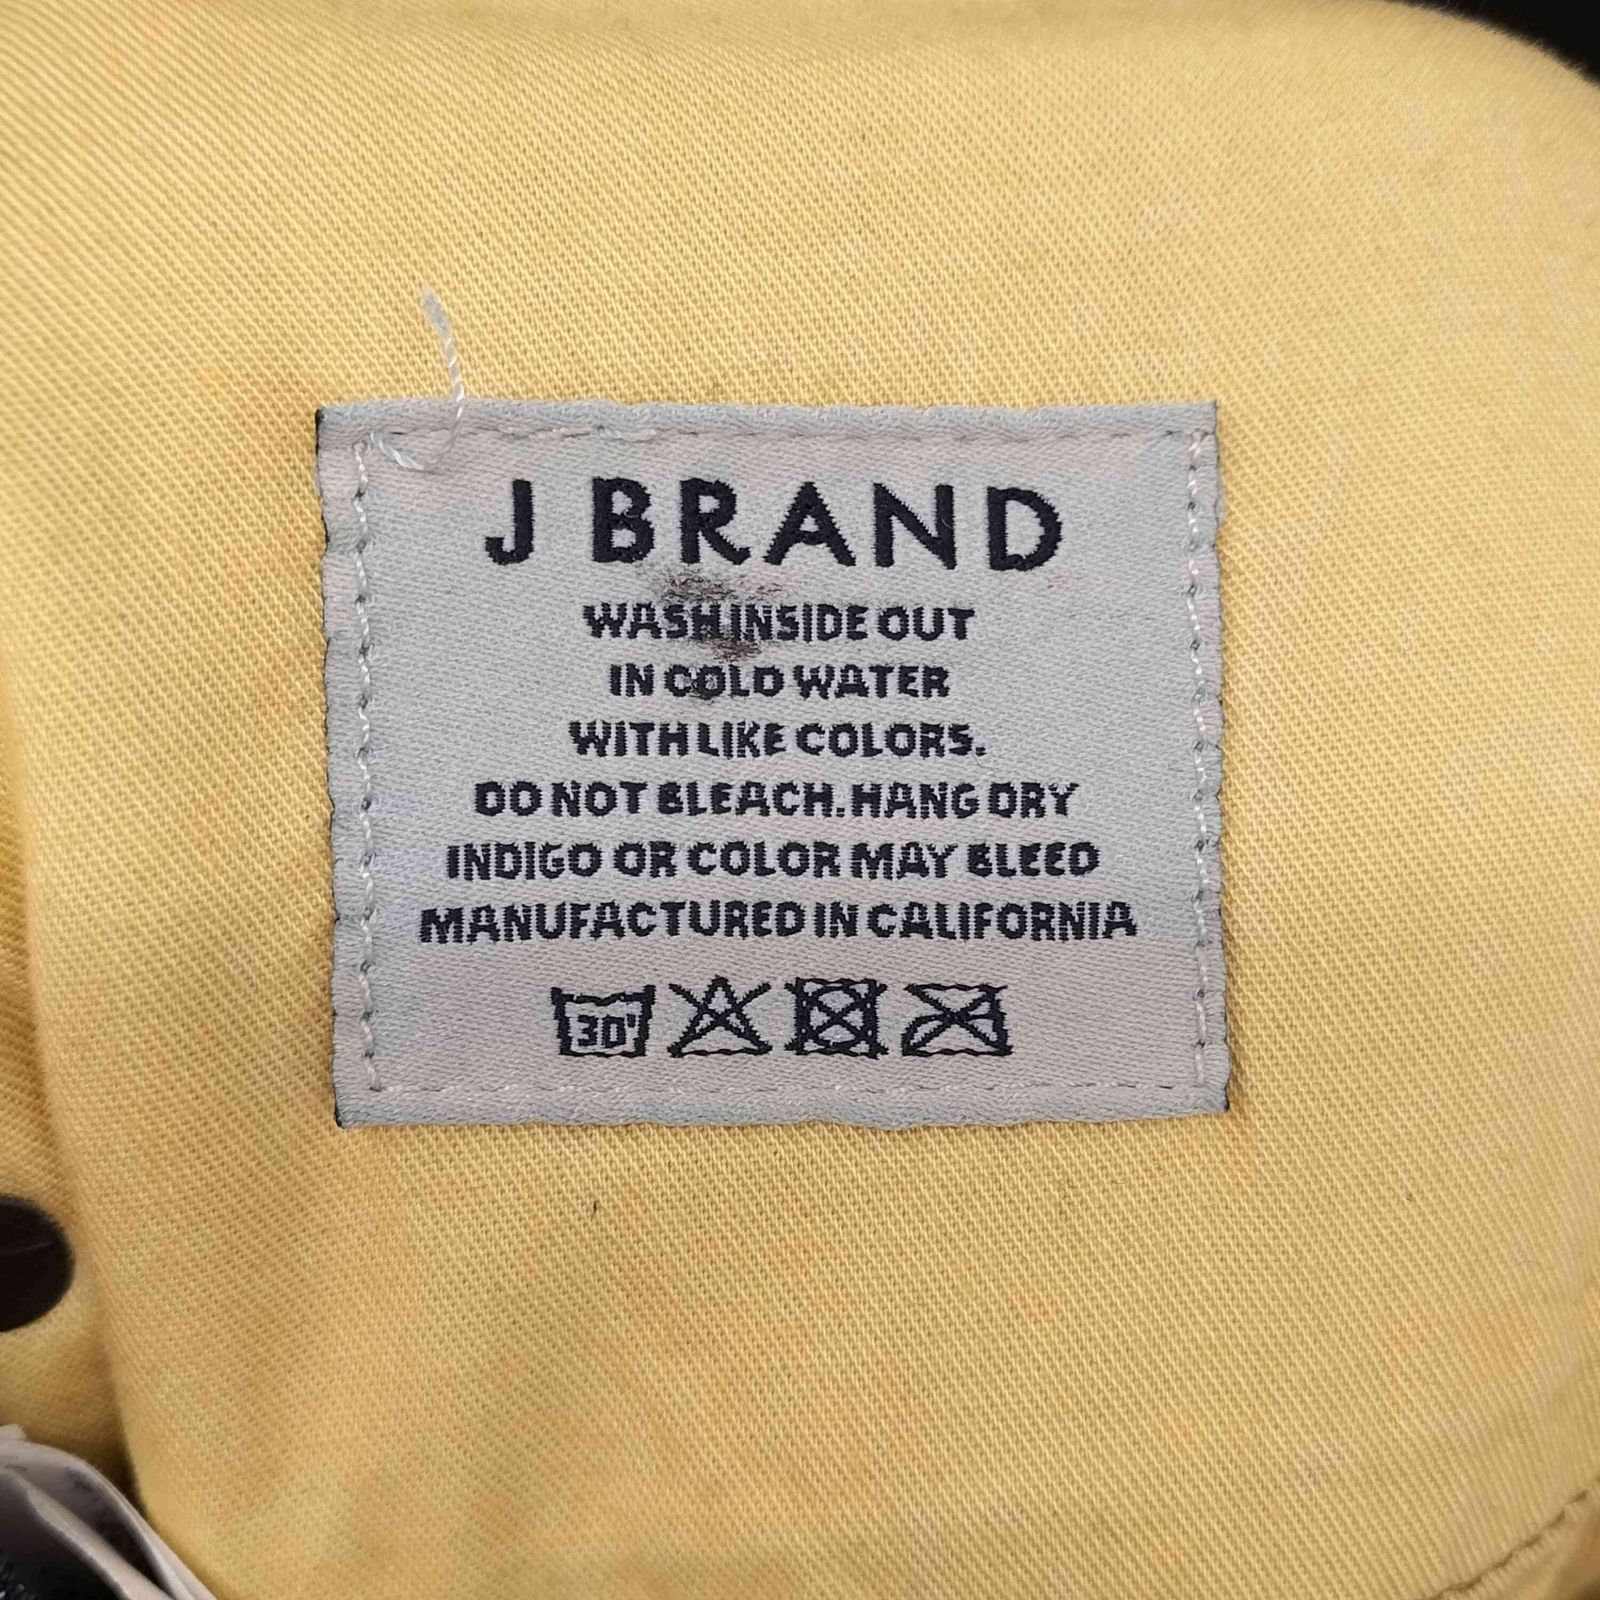 J BRAND
WASH INSIDE OUT
IN COLD WATER
WITH LIKE COLORS.
DO NOT BLEACH. HANG DRY
INDIGO OR COLOR MAY BLEED
MANUFACTURED IN CALIFORNIA
30°